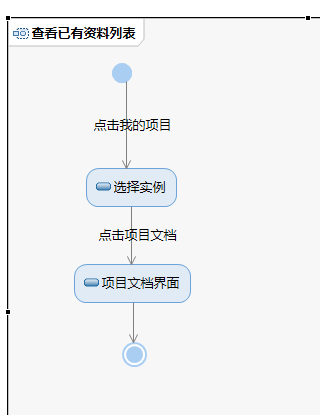 查看已有资料列表
点击我的项目
选择实例
点击项目文档
项目文档界面